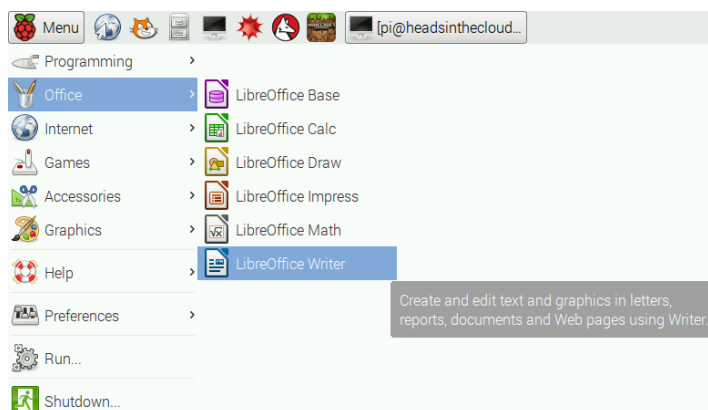 Menu [pi@headsinthecloud...
Programming
Office
Internet
Games
Accessories
Graphics
Help
Preferences
Run...
Shutdown...
LibreOffice Base
LibreOffice Calc
LibreOffice Draw
LibreOffice Impress
LibreOffice Math
LibreOffice Writer
Create and edit text and graphics in letters,
reports, documents and Web pages using Writer.